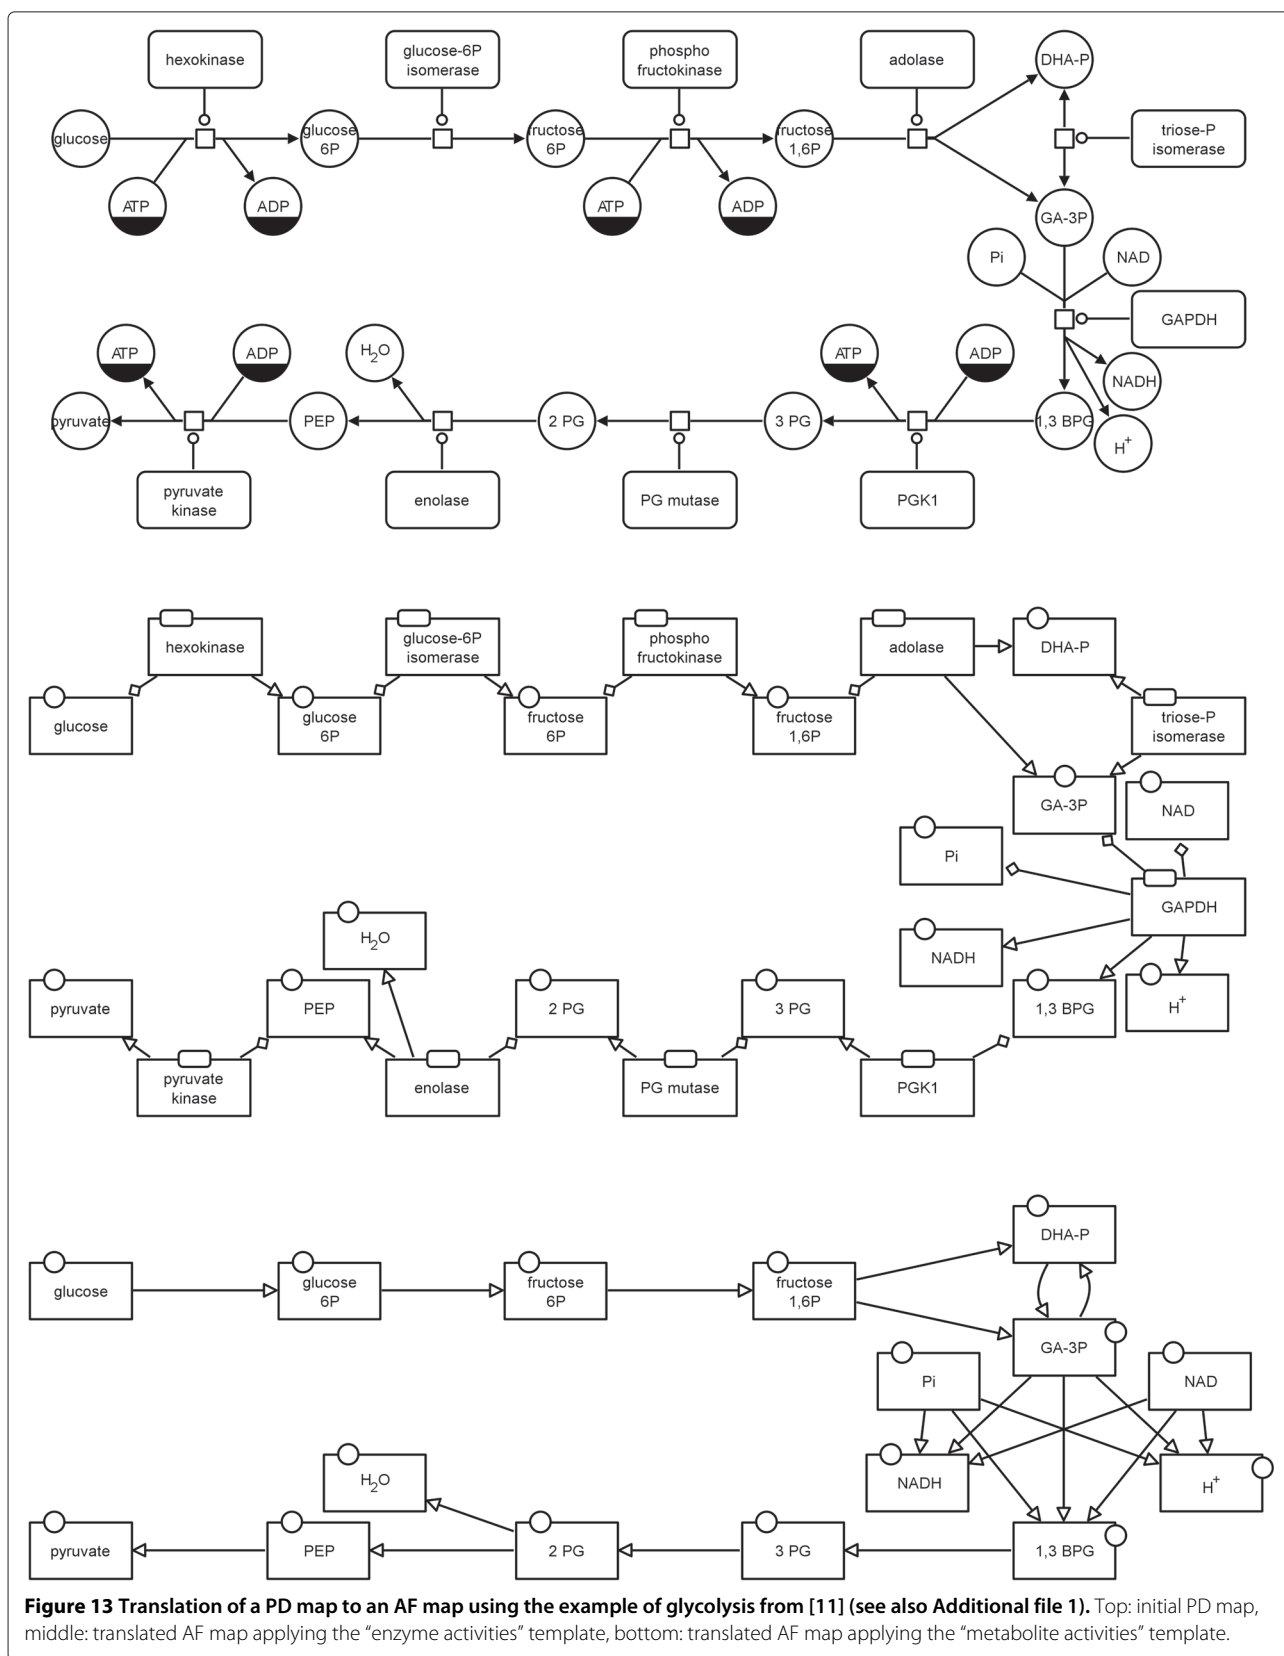 hexokinase
glucose-6P
isomerase
phospho
fructokinase
adolase
DHA-P
glucose
glucose
6P
fructose
6P
fructose
1,6P
triose-P
isomerase
ATP
ADP
ATP
ADP
GA-3P
Pi
NAD
GAPDH
ATP
ADP
H2O
ATP
ADP
NADH
pyruvate
PEP
2 PG
3 PG
1,3 BPG
H+
pyruvate
kinase
enolase
PG mutase
PGK1
hexokinase
glucose-6P
isomerase
phospho
fructokinase
adolase
DHA-P
glucose
glucose
6P
fructose
6P
fructose
1,6P
triose-P
isomerase
GA-3P
NAD
Pi
GAPDH
H2O
NADH
pyruvate
PEP
2 PG
3 PG
1,3 BPG
H+
pyruvate
kinase
enolase
PG mutase
PGK1
DHA-P
glucose
glucose
6P
fructose
6P
fructose
1,6P
GA-3P
Pi
NAD
H2O
NADH
H+
pyruvate
PEP
2 PG
3 PG
1,3 BPG
Figure 13 Translation of a PD map to an AF map using the example of glycolysis from [11] (see also Additional file 1). Top: initial PD map,
middle: translated AF map applying the “enzyme activities” template, bottom: translated AF map applying the “metabolite activities” template.